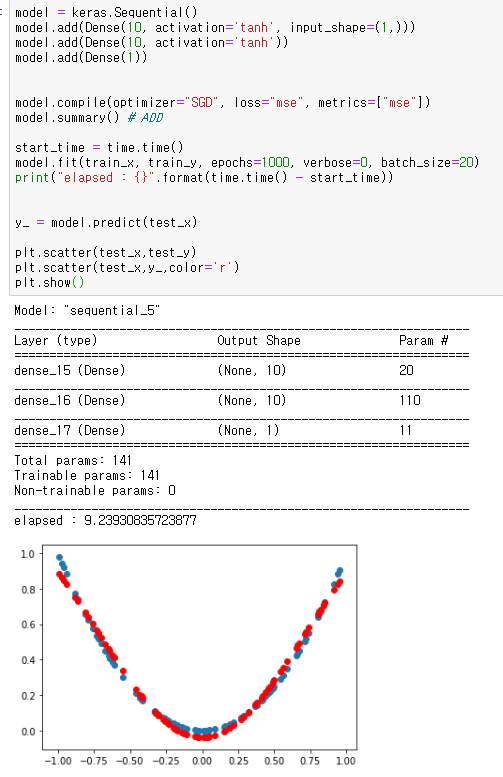 model = keras.Sequential()
model.add(Dense(10, activation='tanh', input_shape=(1,)))
model.add(Dense(10, activation='tanh'))
model.add(Dense(1))
model.compile(optimizer="SGD", loss="mse", metrics=["mse"])
model.summary() # ADD
start_time = time.time()
model.fit(train_x, train_y, epochs=1000, verbose=0, batch_size=20)
print("elapsed : {}".format(time.time() - start_time))
y_ = model.predict(test_x)
plt.scatter(test_x,test_y)
plt.scatter(test_x,y_,color='r')
plt.show()
Model: "sequential_5"
Layer (type) Output Shape Param #
dense_15 (Dense) (None, 10) 20
dense_16 (Dense) (None, 10) 110
dense_17 (Dense) (None, 1) 11
Total params: 141
Trainable params: 141
Non-trainable params: 0
elapsed : 9.23930835723877
1.0
0.8
0.6
0.4
0.2
0.0
-1.00 -0.75 -0.50 -0.25 0.00 0.25 0.50 0.75 1.00